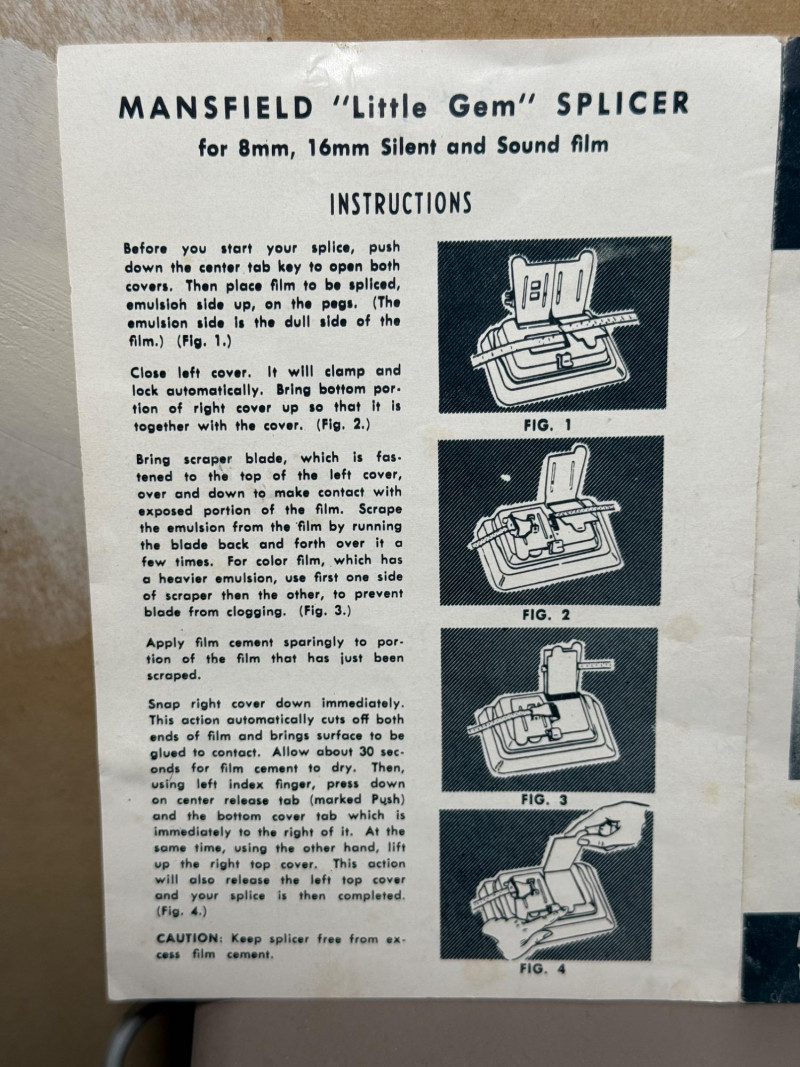 MANSFIELD "Little Gem" SPLICER
for 8mm, 16mm Silent and Sound film
INSTRUCTIONS
Before you start your splice, push
down the center tab key to open both
covers. Then place film to be spliced,
emulsioh side up, on the pegs. (The
emulsion side is the dull side of the
film.) (Fig. 1.)
Close left cover. It will clamp and
lock automatically. Bring bottom por-
tion of right cover up so that it is
together with the cover. (Fig. 2.)
Bring scraper blade, which is fas-
tened to the top of the left cover,
over and down to make contact with
exposed portion of the film. Scrape
the emulsion from the film by running
the blade back and forth over it a
few times. For color film, which has
a heavier emulsion, use first one side
of scraper then the other, to prevent
blade from clogging. (Fig. 3.)
Apply film cement sparingly to por-
tion of the film that has just been
scraped.
Snap right cover down immediately.
This action automatically cuts off both
ends of film and brings surface to be
glued to contact. Allow about 30 sec-
onds for film cement to dry. Then,
using left index finger, press down
on center release tab (marked Push)
and the bottom cover tab which is
immediately to the right of it. At the
same time, using the other hand, lift
up the right top cover. This action
will also release the left top cover
and your splice is then completed.
(Fig. 4.)
CAUTION: Keep splicer free from ex-
cess film cement.
FIG. 1
FIG. 2
FIG. 3
FIG. 4